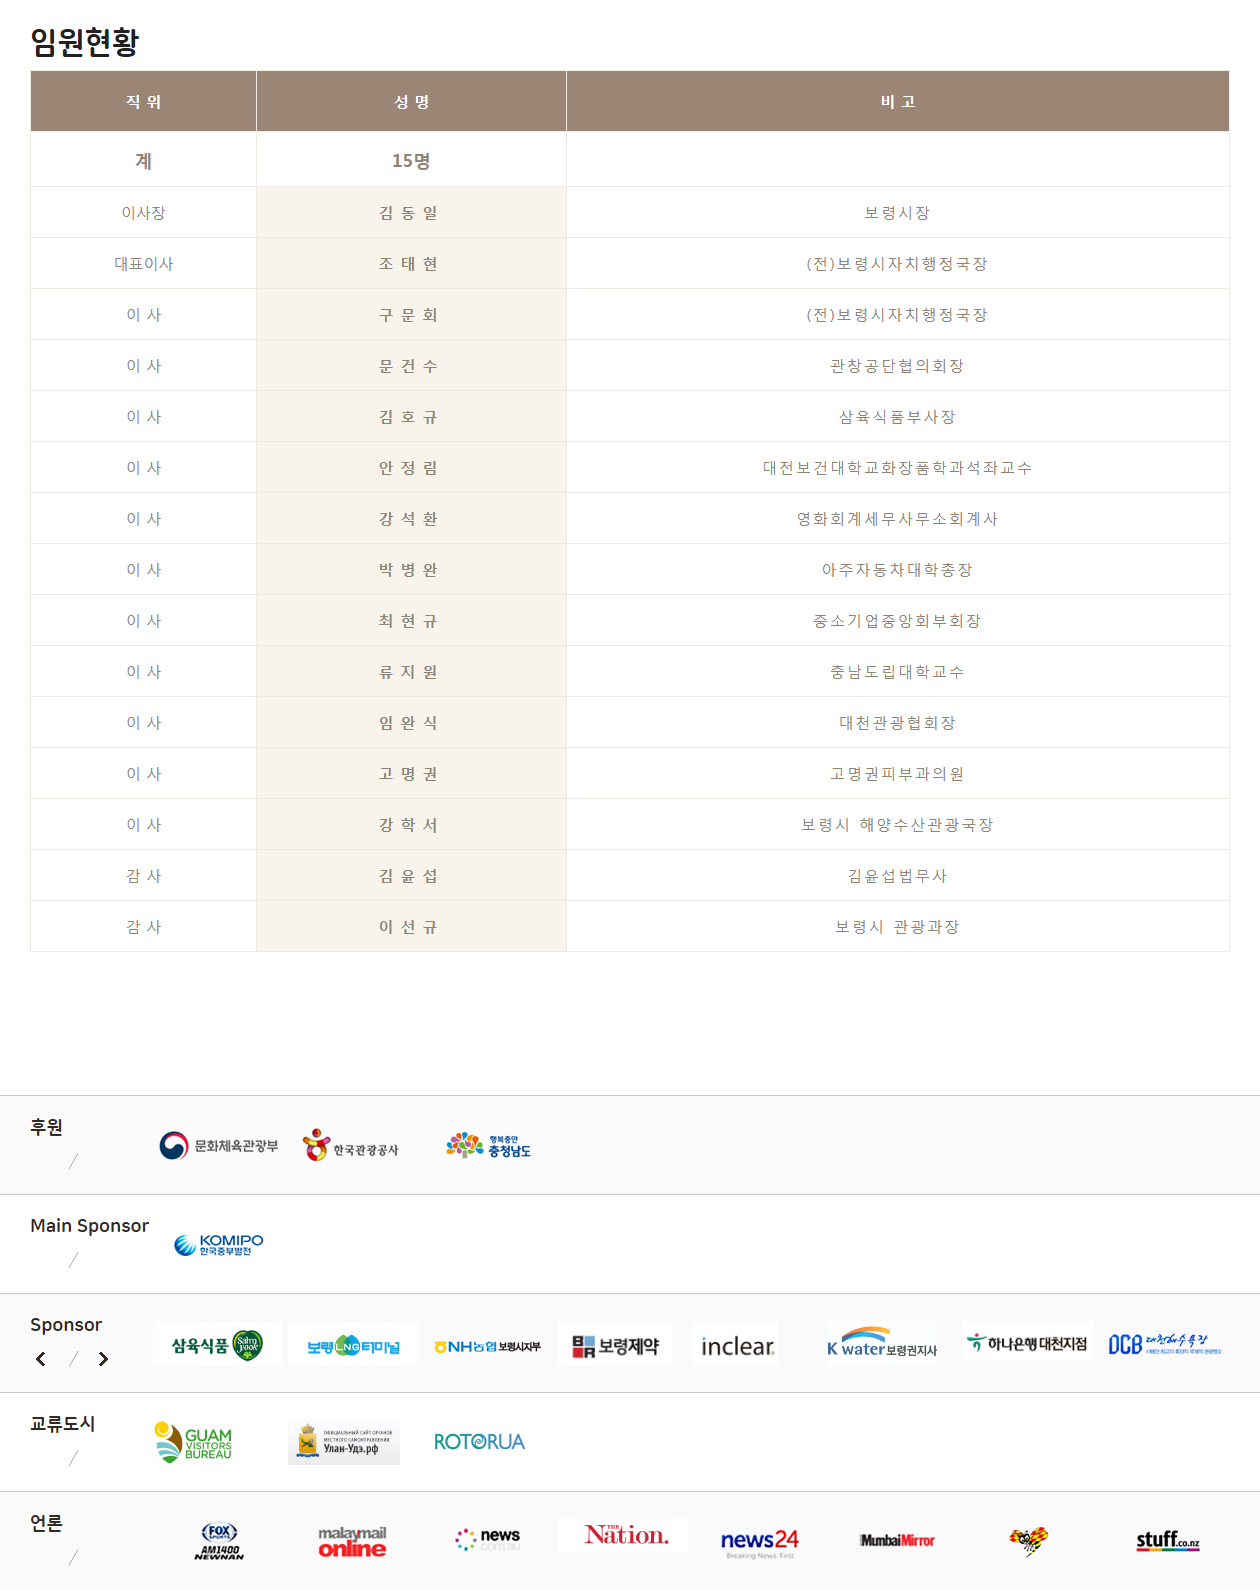 임원현황
직 위 성 명 비 고
계 15명
이사장 김 동 일 보령시장
대표이사 조 태 현 (전)보령시자치행정국장
이 사 구 문 회 (전)보령시자치행정국장
이 사 문 건 수 관창공단협의회장
이 사 김 호 규 삼육식품부사장
이 사 안 정 림 대전보건대학교화장품학과석좌교수
이 사 강 석 환 영화회계세무사무소회계사
이 사 박 병 완 아주자동차대학총장
이 사 최 현 규 중소기업중앙회부회장
이 사 류 지 원 충남도립대학교수
이 사 임 완 식 대천관광협회장
이 사 고 명 권 고명권피부과의원
이 사 강 학 서 보령시 해양수산관광국장
감 사 김 윤 섭 김윤섭법무사
감 사 이 선 규 보령시 관광과장
후원
/
문화체육관광부
한국관광공사
행복충만
충청남도
Main Sponsor
/
KOMIPO
한국중부발전
Sponsor
/
삼육식품 Sahm yook
보령LNG터미널
NH농협 보령시지부
BR 보령제약
inclear
K water 보령권지사
하나은행 대천지점
DCB 대천해수욕장
교류도시
/
GUAM
VISITORS
BUREAU
ОФИЦИАЛЬНЫЙ САЙТ ОРГАНОВ
МЕСТНОГО САМОУПРАВЛЕНИЯ
Улан-Удэ.рф
ROTORUA
언론
/
FOX
SPORTS
AM1400
NEWNAN
malaymail
online
news
com.au
THE
Nation.
news24
Breaking News. First
MumbaiMirror
stuff.co.nz